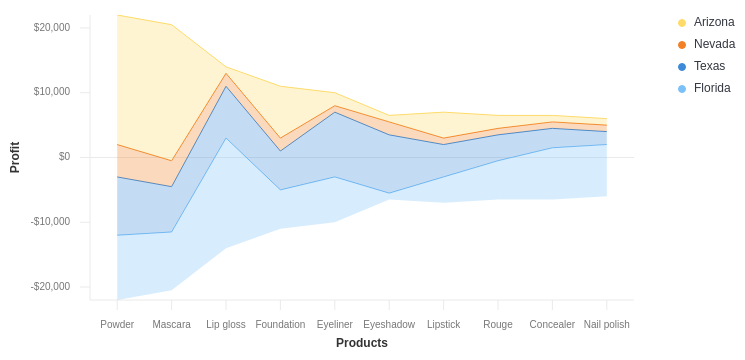 Profit
$20,000
$10,000
$0
-$10,000
-$20,000
Powder Mascara Lip gloss Foundation Eyeliner Eyeshadow Lipstick Rouge Concealer Nail polish
Products
Arizona
Nevada
Texas
Florida